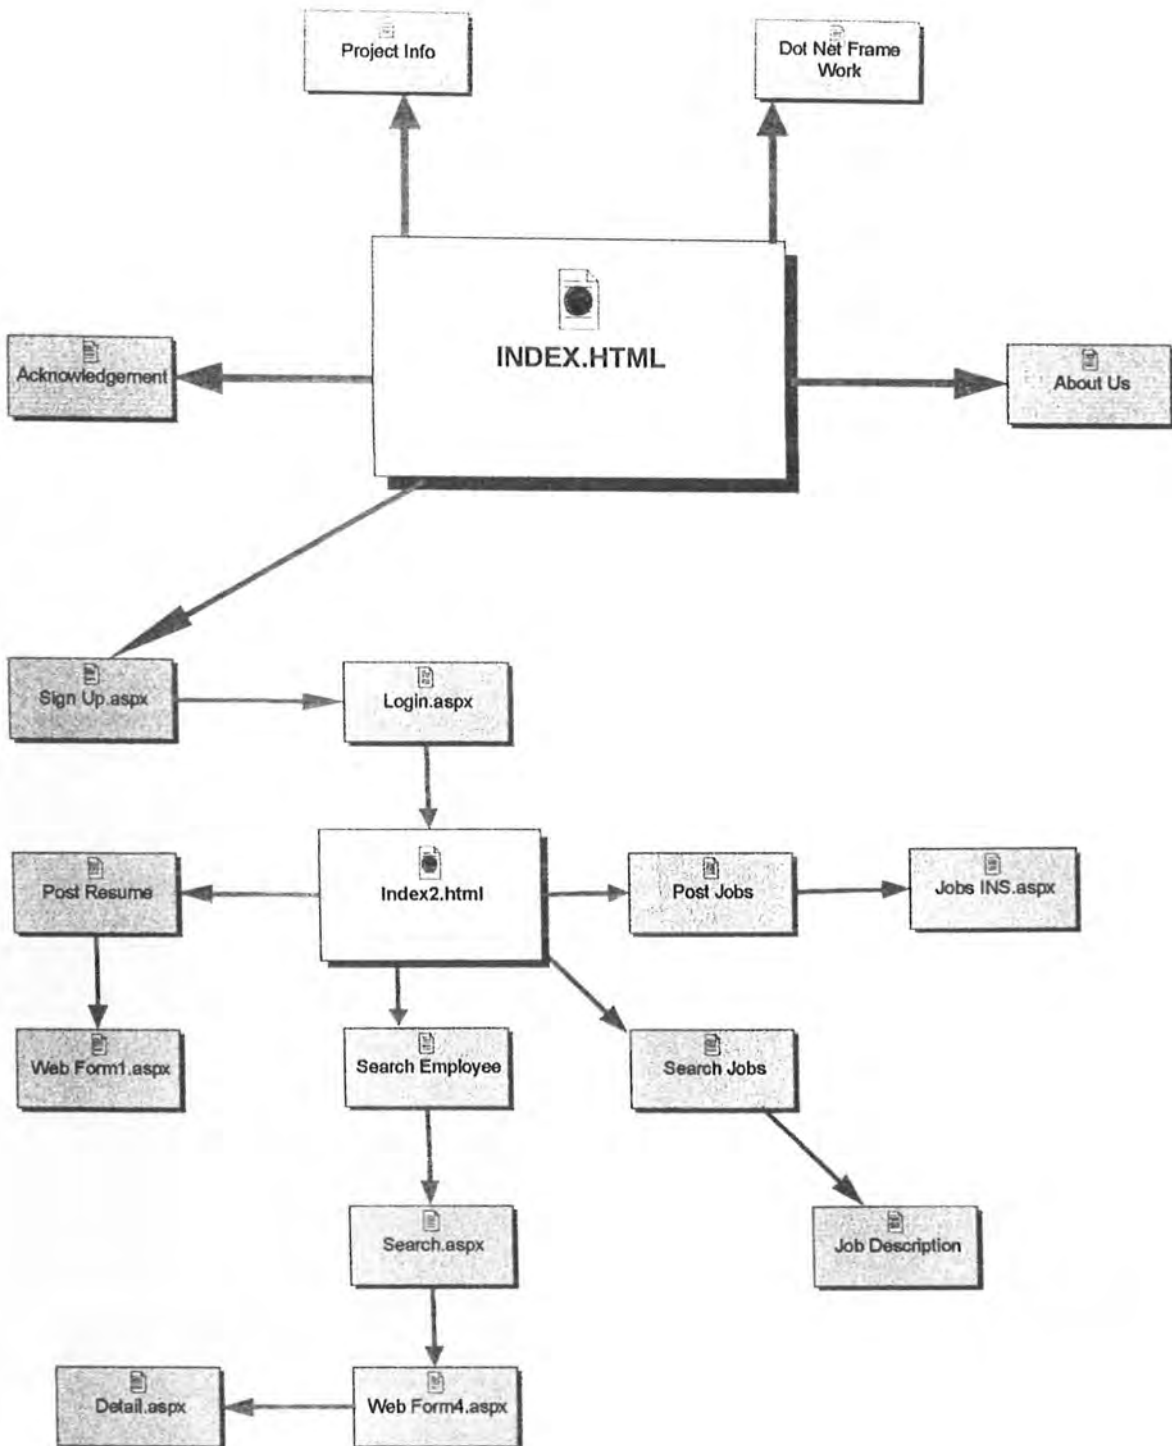 Project Info
Dot Net Frame
Work
INDEX.HTML
Acknowledgement
About Us
Sign Up.aspx
Login.aspx
Post Resume
Index2.html
Post Jobs
Jobs INS.aspx
Web Form1.aspx
Search Employee
Search Jobs
Search.aspx
Job Description
Detail.aspx
Web Form4.aspx